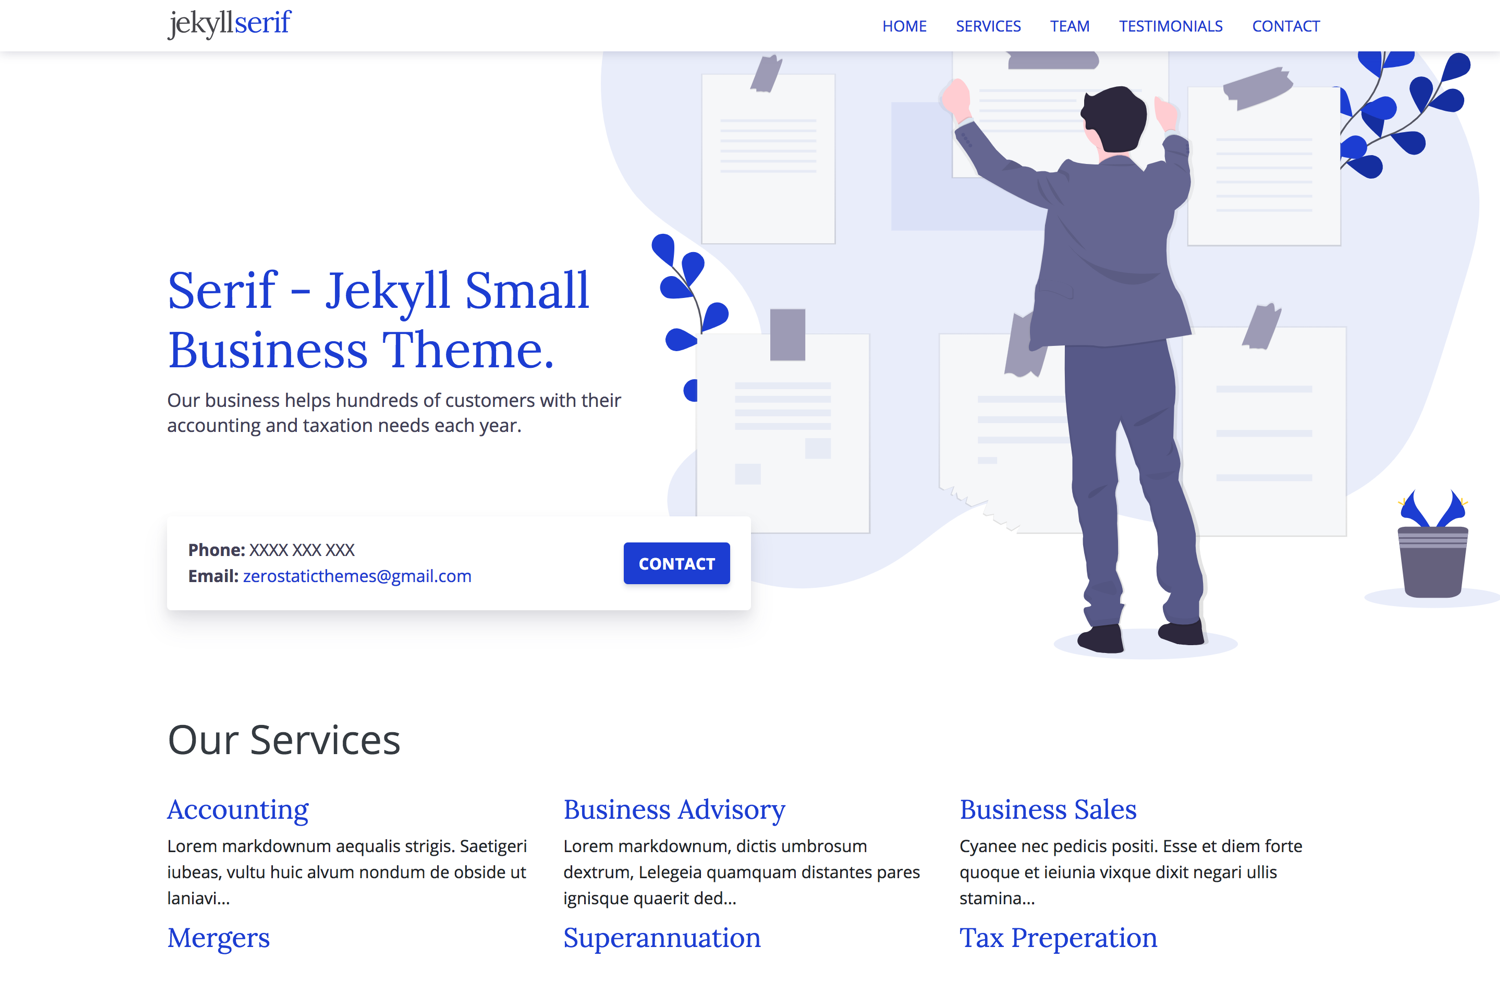 jekyllserif
HOME SERVICES TEAM TESTIMONIALS CONTACT
Serif - Jekyll Small
Business Theme.
Our business helps hundreds of customers with their
accounting and taxation needs each year.
Phone: XXXX XXX XXX
Email: zerostaticthemes@gmail.com
CONTACT
Our Services
Accounting
Lorem markdownum aequalis strigis. Saetigeri
iubeas, vultu huic alvum nondum de obside ut
laniavi...
Business Advisory
Lorem markdownum, dictis umbrosum
dextrum, Lelegeia quamquam distantes pares
ignisque quaerit ded...
Business Sales
Cyanee nec pedicis positi. Esse et diem forte
quoque et ieiunia vixque dixit negari ullis
stamina...
Mergers
Superannuation
Tax Preperation